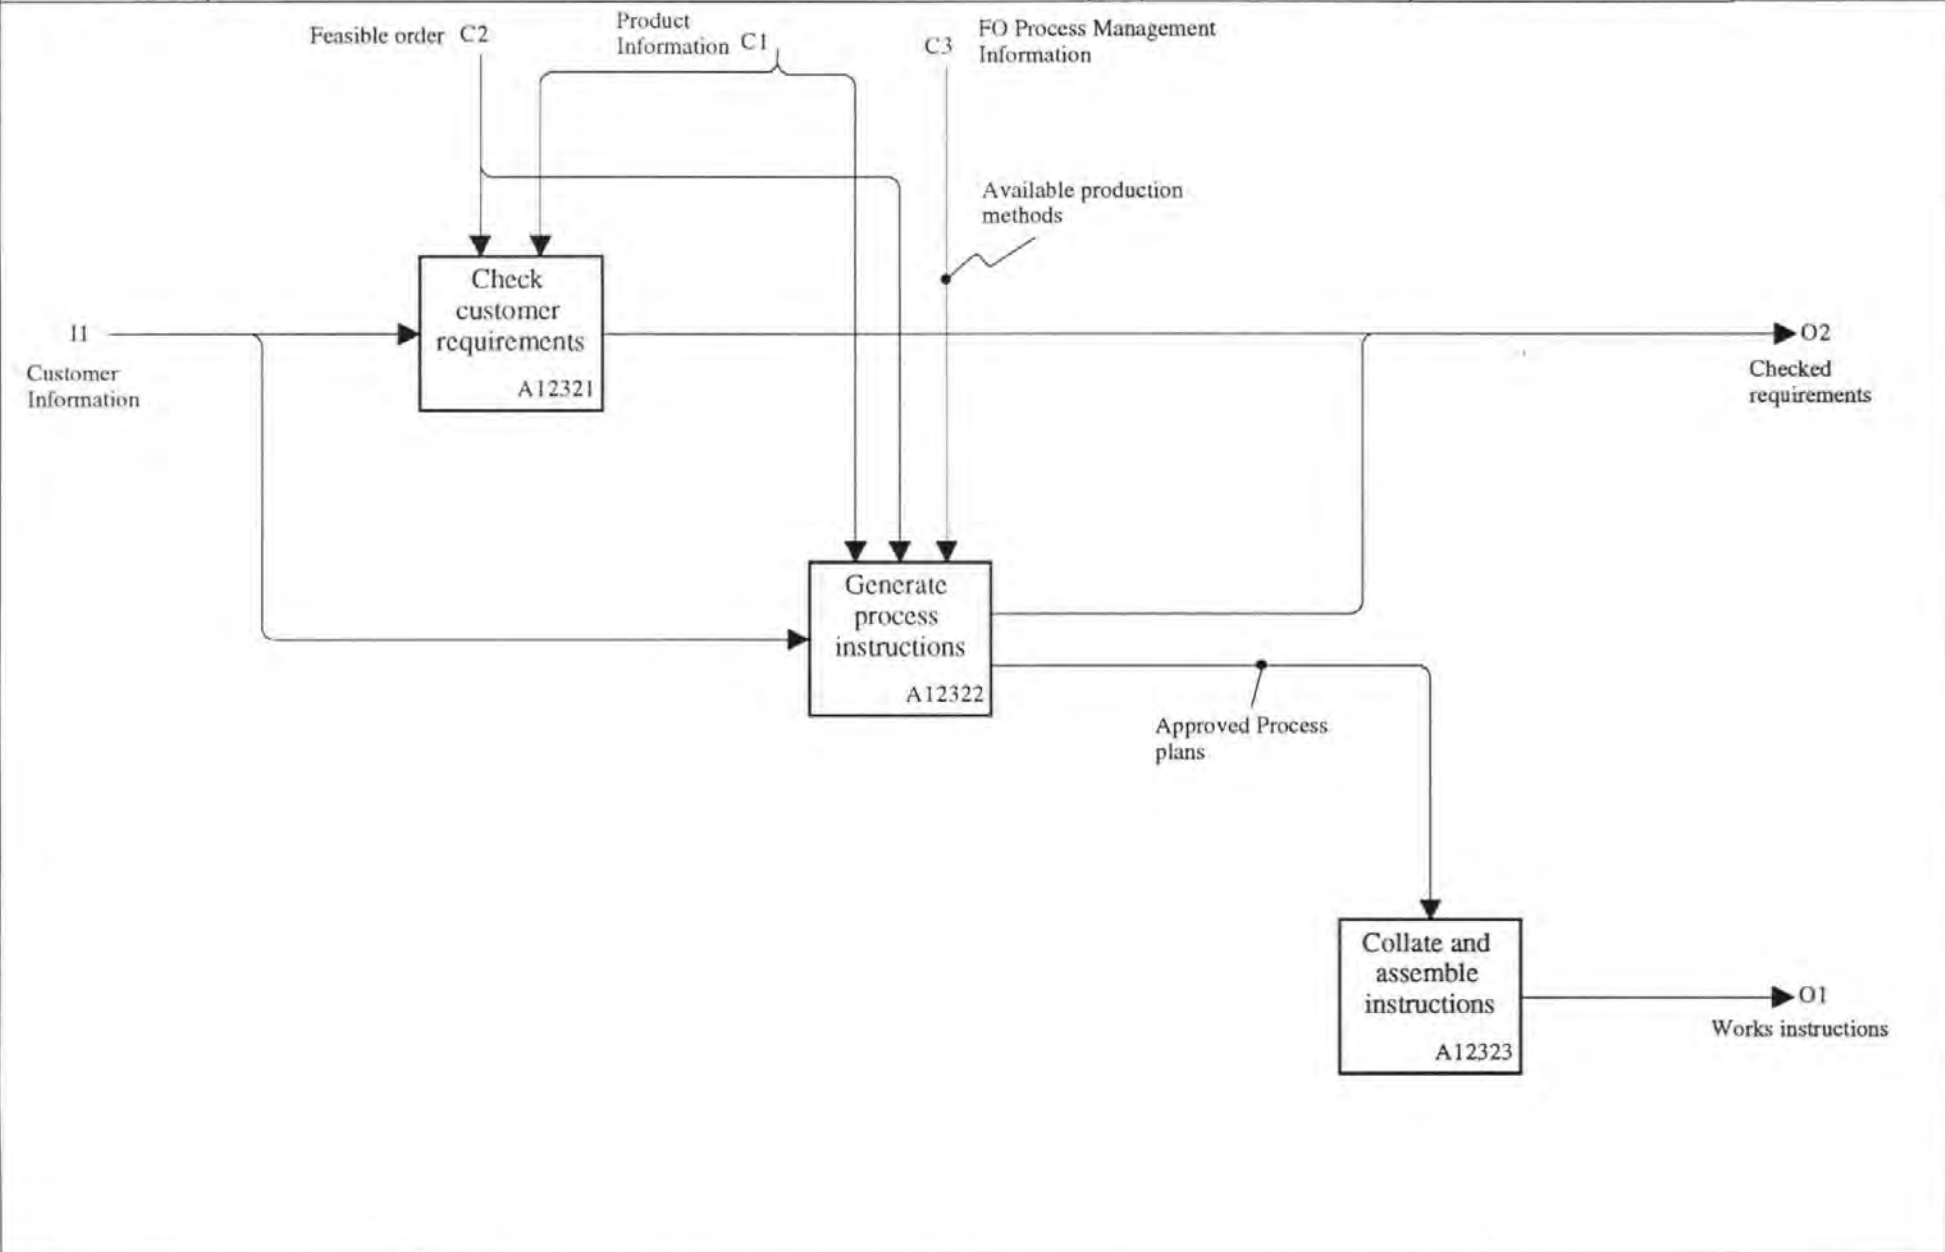 Feasible order C2
Product
Information C1
C3
FO Process Management
Information
Available production
methods
Check
customer
requirements
A12321
I1
Customer
Information
O2
Checked
requirements
Generate
process
instructions
A12322
Approved Process
plans
Collate and
assemble
instructions
A12323
O1
Works instructions